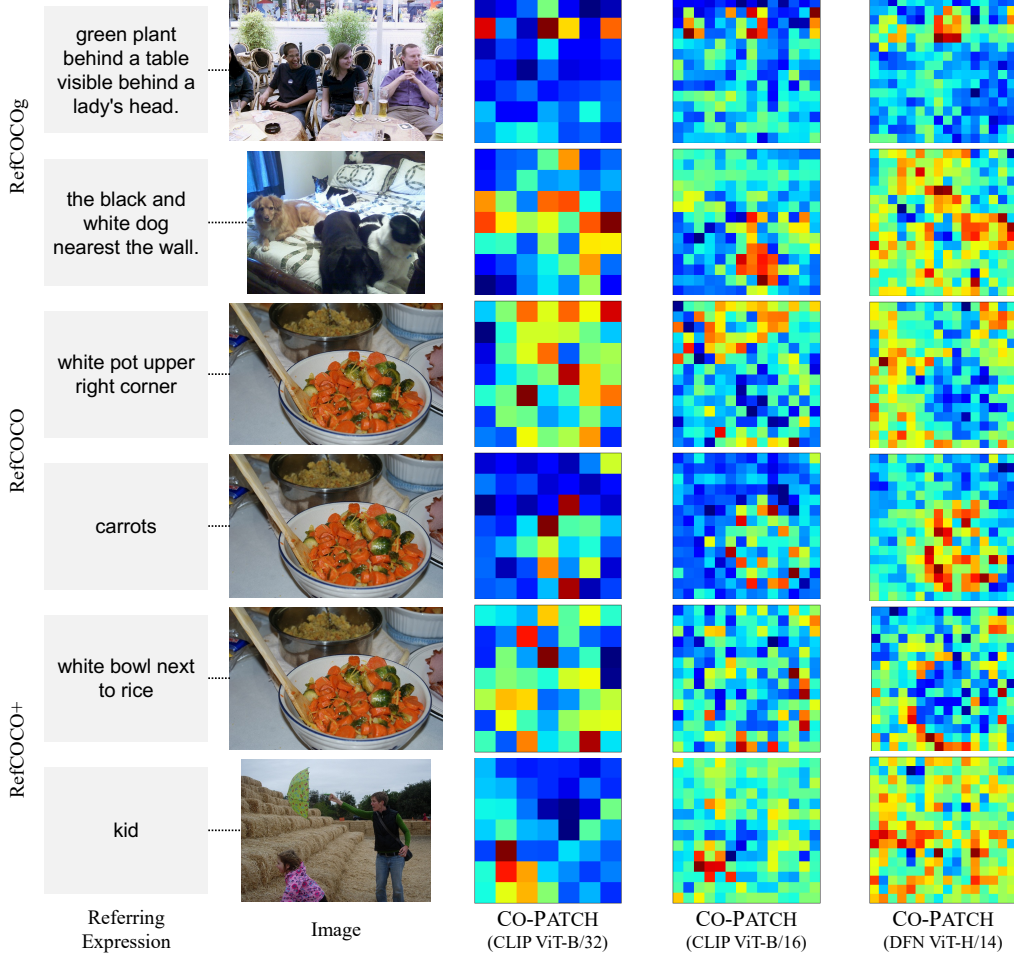 RefCOCOg
green plant
behind a table
visible behind a
lady's head.
the black and
white dog
nearest the wall.
RefCOCO
white pot upper
right corner
carrots
RefCOCO+
white bowl next
to rice
kid
Referring
Expression
Image
CO-PATCH
(CLIP ViT-B/32)
CO-PATCH
(CLIP ViT-B/16)
CO-PATCH
(DFN ViT-H/14)